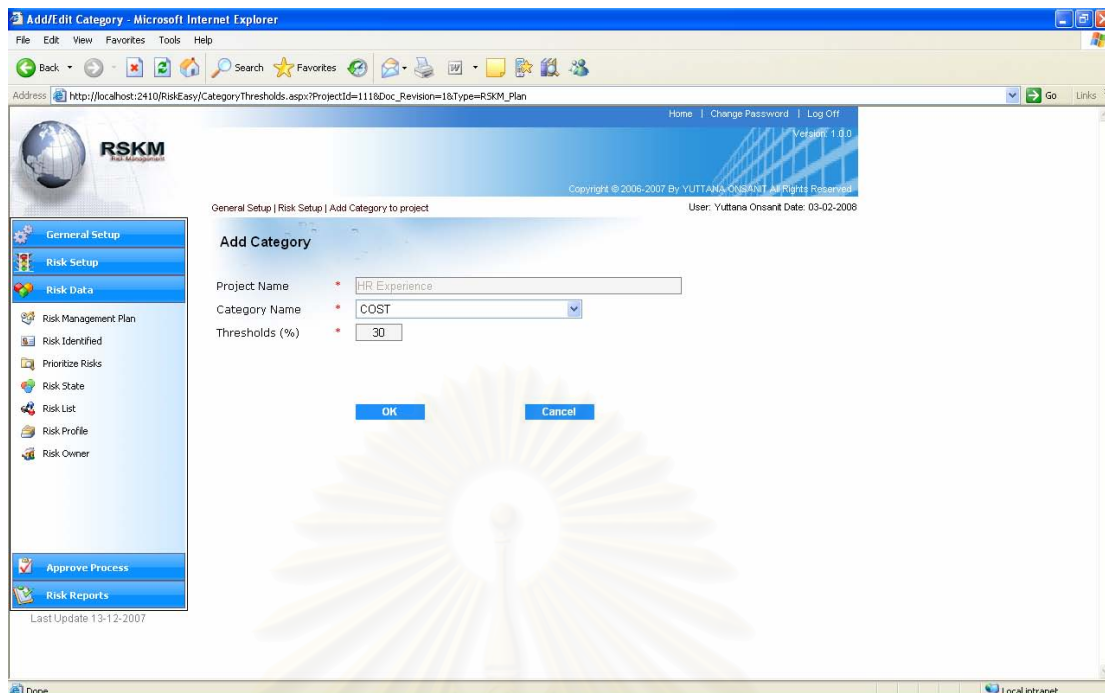 Add/Edit Category - Microsoft Internet Explorer
File Edit View Favorites Tools Help
Back Search Favorites
Address http://localhost:2410/RiskEasy/CategoryThresholds.aspx?ProjectId=111&Doc_Revision=1&Type=RSKM_Plan Go Links
Home | Change Password | Log Off
Version: 1.0.0
RSKM
Risk Management
Copyright © 2006-2007 By YUTTANA ONSANIT All Rights Reserved
General Setup | Risk Setup | Add Category to project
User: Yuttana Onsanit Date: 03-02-2008
Gerneral Setup
Risk Setup
Risk Data
Risk Management Plan
Risk Identified
Prioritize Risks
Risk State
Risk List
Risk Profile
Risk Owner
Approve Process
Risk Reports
Last Update 13-12-2007
Add Category
Project Name * HR Experience
Category Name * COST
Thresholds (%) * 30
OK Cancel
Done
Local intranet